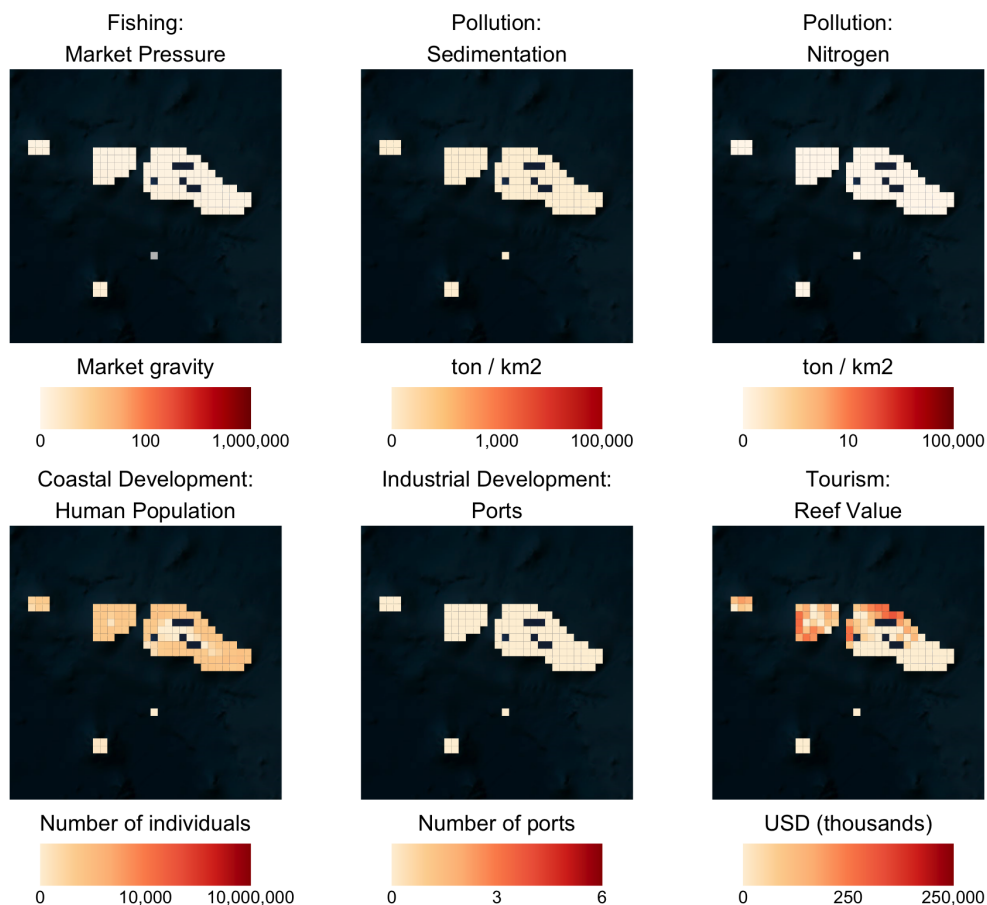 Fishing:
Market Pressure
Pollution:
Sedimentation
Pollution:
Nitrogen
Market gravity
0 100 1,000,000
ton / km2
0 1,000 100,000
ton / km2
0 10 100,000
Coastal Development:
Human Population
Industrial Development:
Ports
Tourism:
Reef Value
Number of individuals
0 10,000 10,000,000
Number of ports
0 3 6
USD (thousands)
0 250 250,000